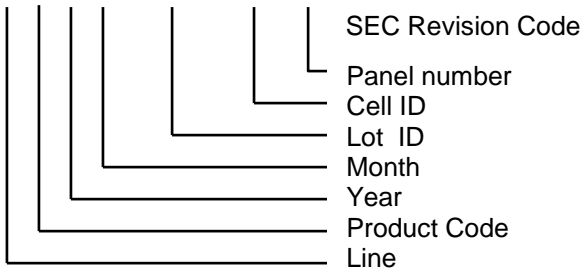 SEC Revision Code
Panel number
Cell ID
Lot ID
Month
Year
Product Code
Line